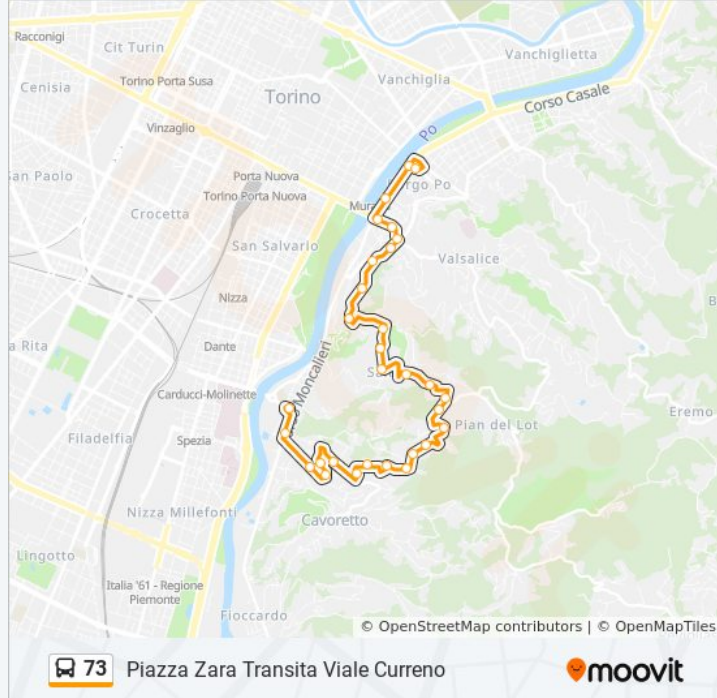 Racconigi
Cit Turin
Vanchiglietta
Cenisia
Torino Porta Susa
Vanchiglia
Torino
Corso Casale
Vinzaglio
Po
San Paolo
Porta Nuova
Borgo Po
Torino Porta Nuova
Mura
Crocetta
San Salvario
Valsalice
Nizza
a Rita
Dante
Corso Moncalieri
Sa
Carducci-Molinette
Eremo
Pian del Lot
Filadelfia
Spezia
Nizza Millefonti
Cavoretto
Lingotto
Italia '61 - Regione
Piemonte
Fioccardo
© OpenStreetMap contributors | © OpenMapTiles
73 Piazza Zara Transita Viale Curreno
moovit